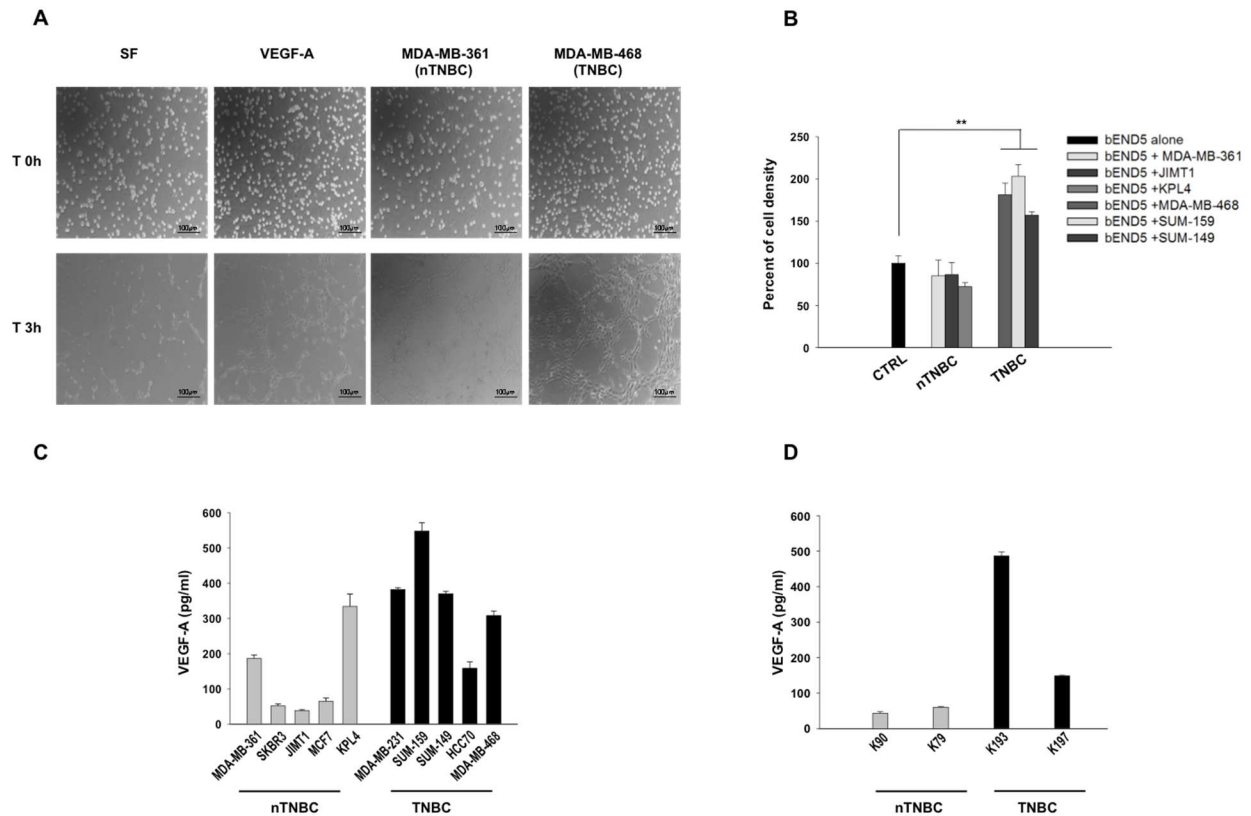 A
SF
VEGF-A
MDA-MB-361
(nTNBC)
MDA-MB-468
(TNBC)
T 0h
100µm
100µm
100µm
100µm
T 3h
100µm
100µm
100µm
100µm
B
Percent of cell density
250
200
150
100
50
0
**
CTRL
nTNBC
TNBC
bEND5 alone
bEND5 + MDA-MB-361
bEND5 +JIMT1
bEND5 +KPL4
bEND5 +MDA-MB-468
bEND5 +SUM-159
bEND5 +SUM-149
C
VEGF-A (pg/ml)
600
500
400
300
200
100
0
MDA-MB-361
SKBR3
JIMT1
MCF7
KPL4
MDA-MB-231
SUM-159
SUM-149
HCC70
MDA-MB-468
nTNBC
TNBC
D
VEGF-A (pg/ml)
600
500
400
300
200
100
0
K90
K79
K193
K197
nTNBC
TNBC